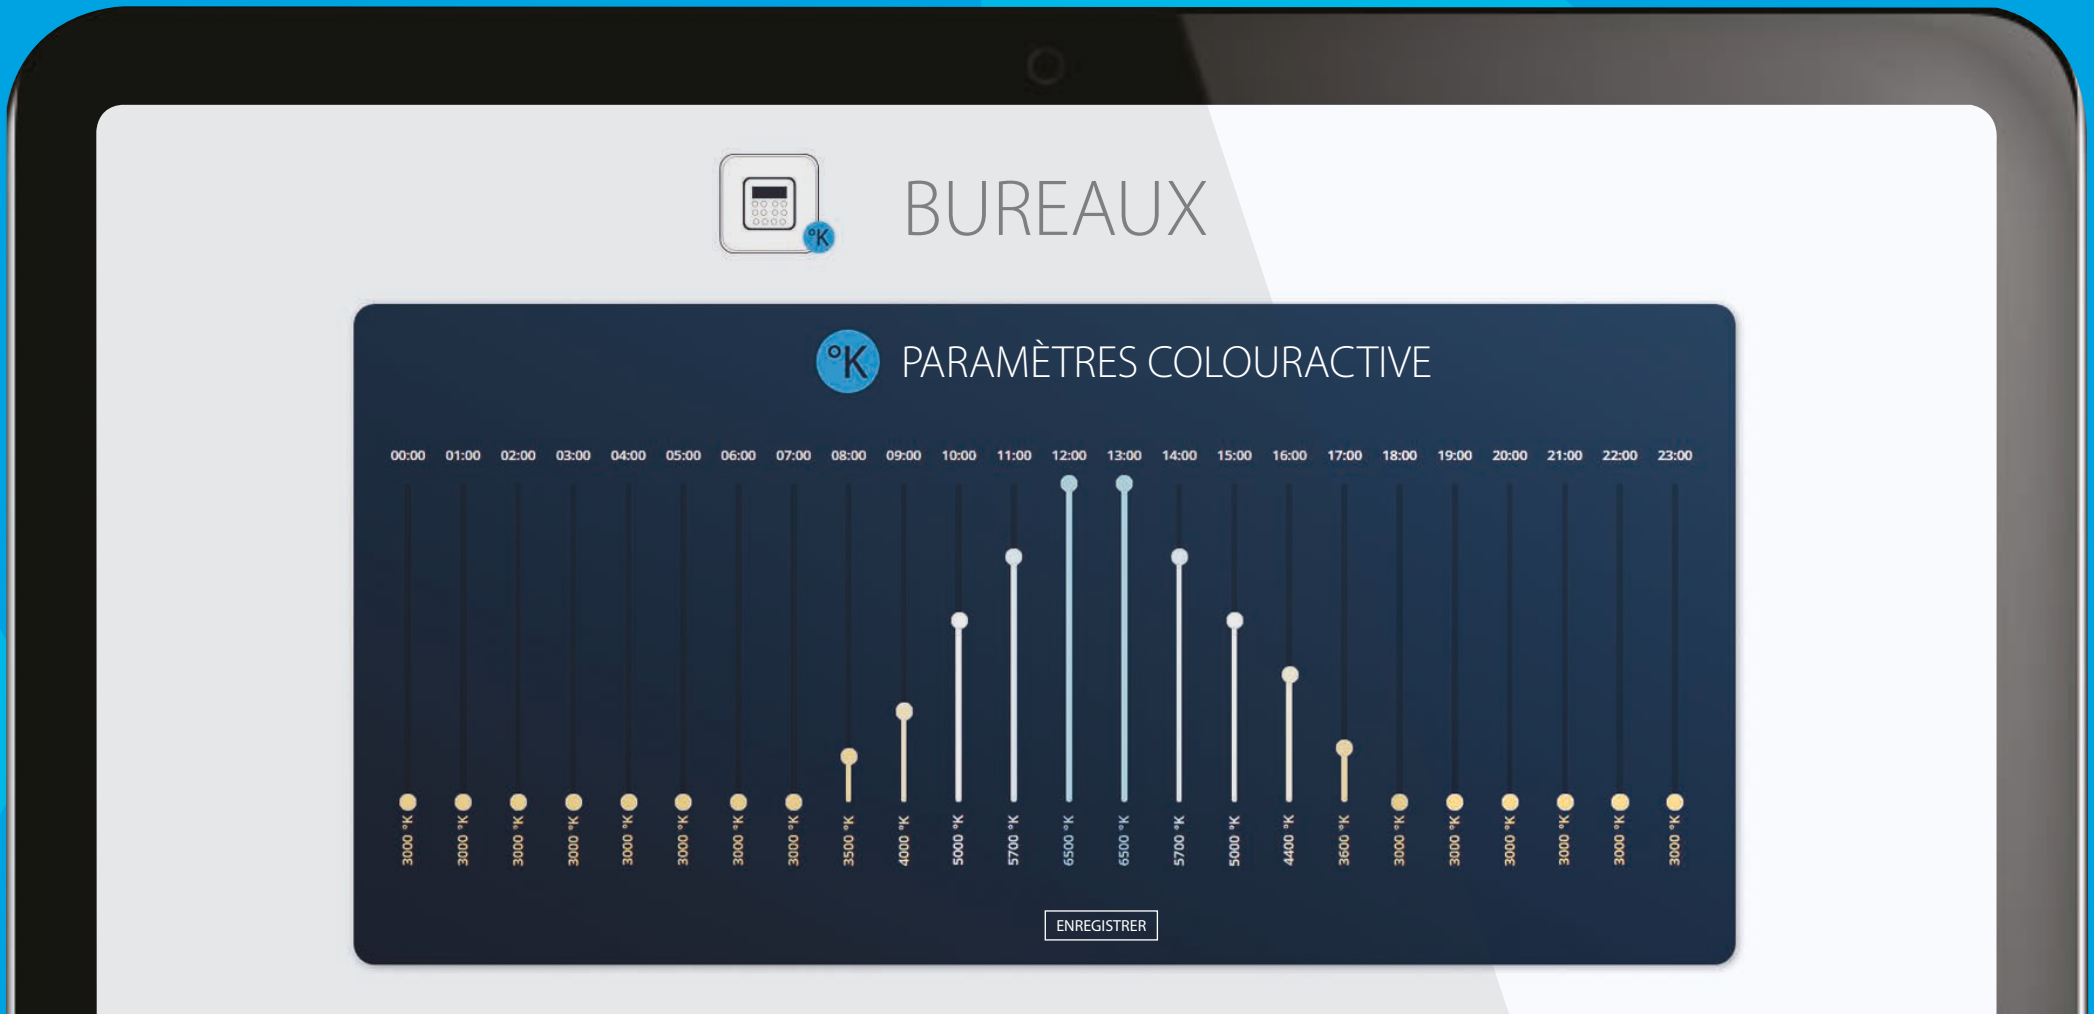 °K
BUREAUX
°K PARAMÈTRES COLOURACTIVE
00:00 01:00 02:00 03:00 04:00 05:00 06:00 07:00 08:00 09:00 10:00 11:00 12:00 13:00 14:00 15:00 16:00 17:00 18:00 19:00 20:00 21:00 22:00 23:00
3000 °K 3000 °K 3000 °K 3000 °K 3000 °K 3000 °K 3000 °K 3000 °K 3500 °K 4000 °K 5000 °K 5700 °K 6500 °K 6500 °K 5700 °K 5000 °K 4400 °K 3600 °K 3000 °K 3000 °K 3000 °K 3000 °K 3000 °K 3000 °K
ENREGISTRER